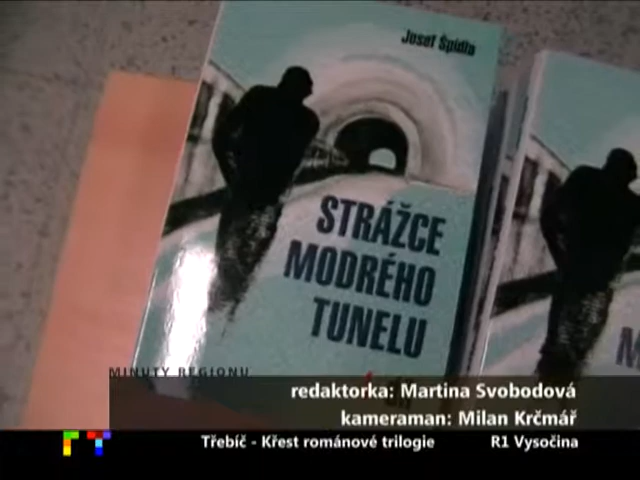 Josef Špidla
STRÁŽCE
MODRÉHO
TUNELU
M
MINUTY REGIONU
redaktorka: Martina Svobodová
kameraman: Milan Krčmář
Třebíč - Křest románové trilogie
R1 Vysočina